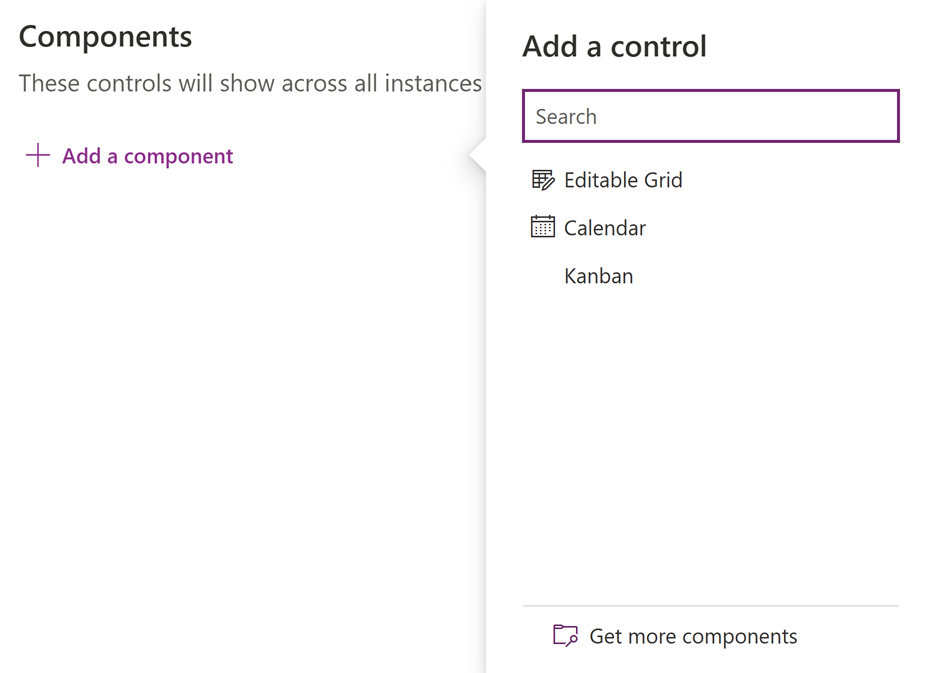 Components
These controls will show across all instances
Add a component
Add a control
Search
Editable Grid
Calendar
Kanban
Get more components